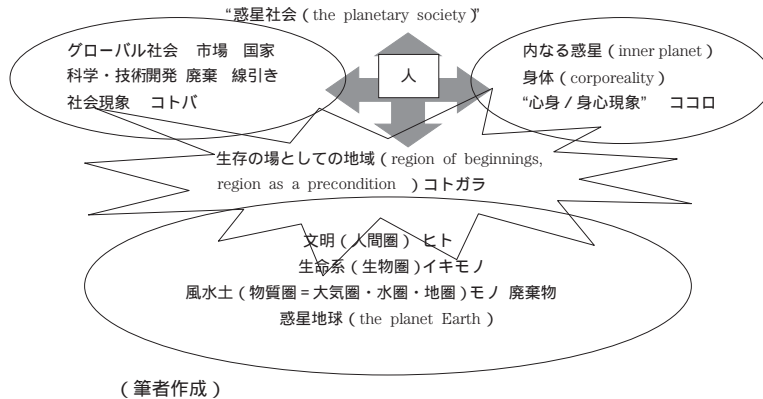 “惑星社会（the planetary society）”
グローバル社会　市場　国家
科学・技術開発 廃棄　線引き
社会現象　コトバ
人
内なる惑星（inner planet）
身体（corporeality）
“心身／身心現象”　ココロ
生存の場としての地域（region of beginnings,
region as a precondition　）コトガラ
文明（人間圏）　ヒト
生命系（生物圏）イキモノ
風水土（物質圏＝大気圏・水圏・地圏）モノ 廃棄物
惑星地球（the planet Earth）
（筆者作成）